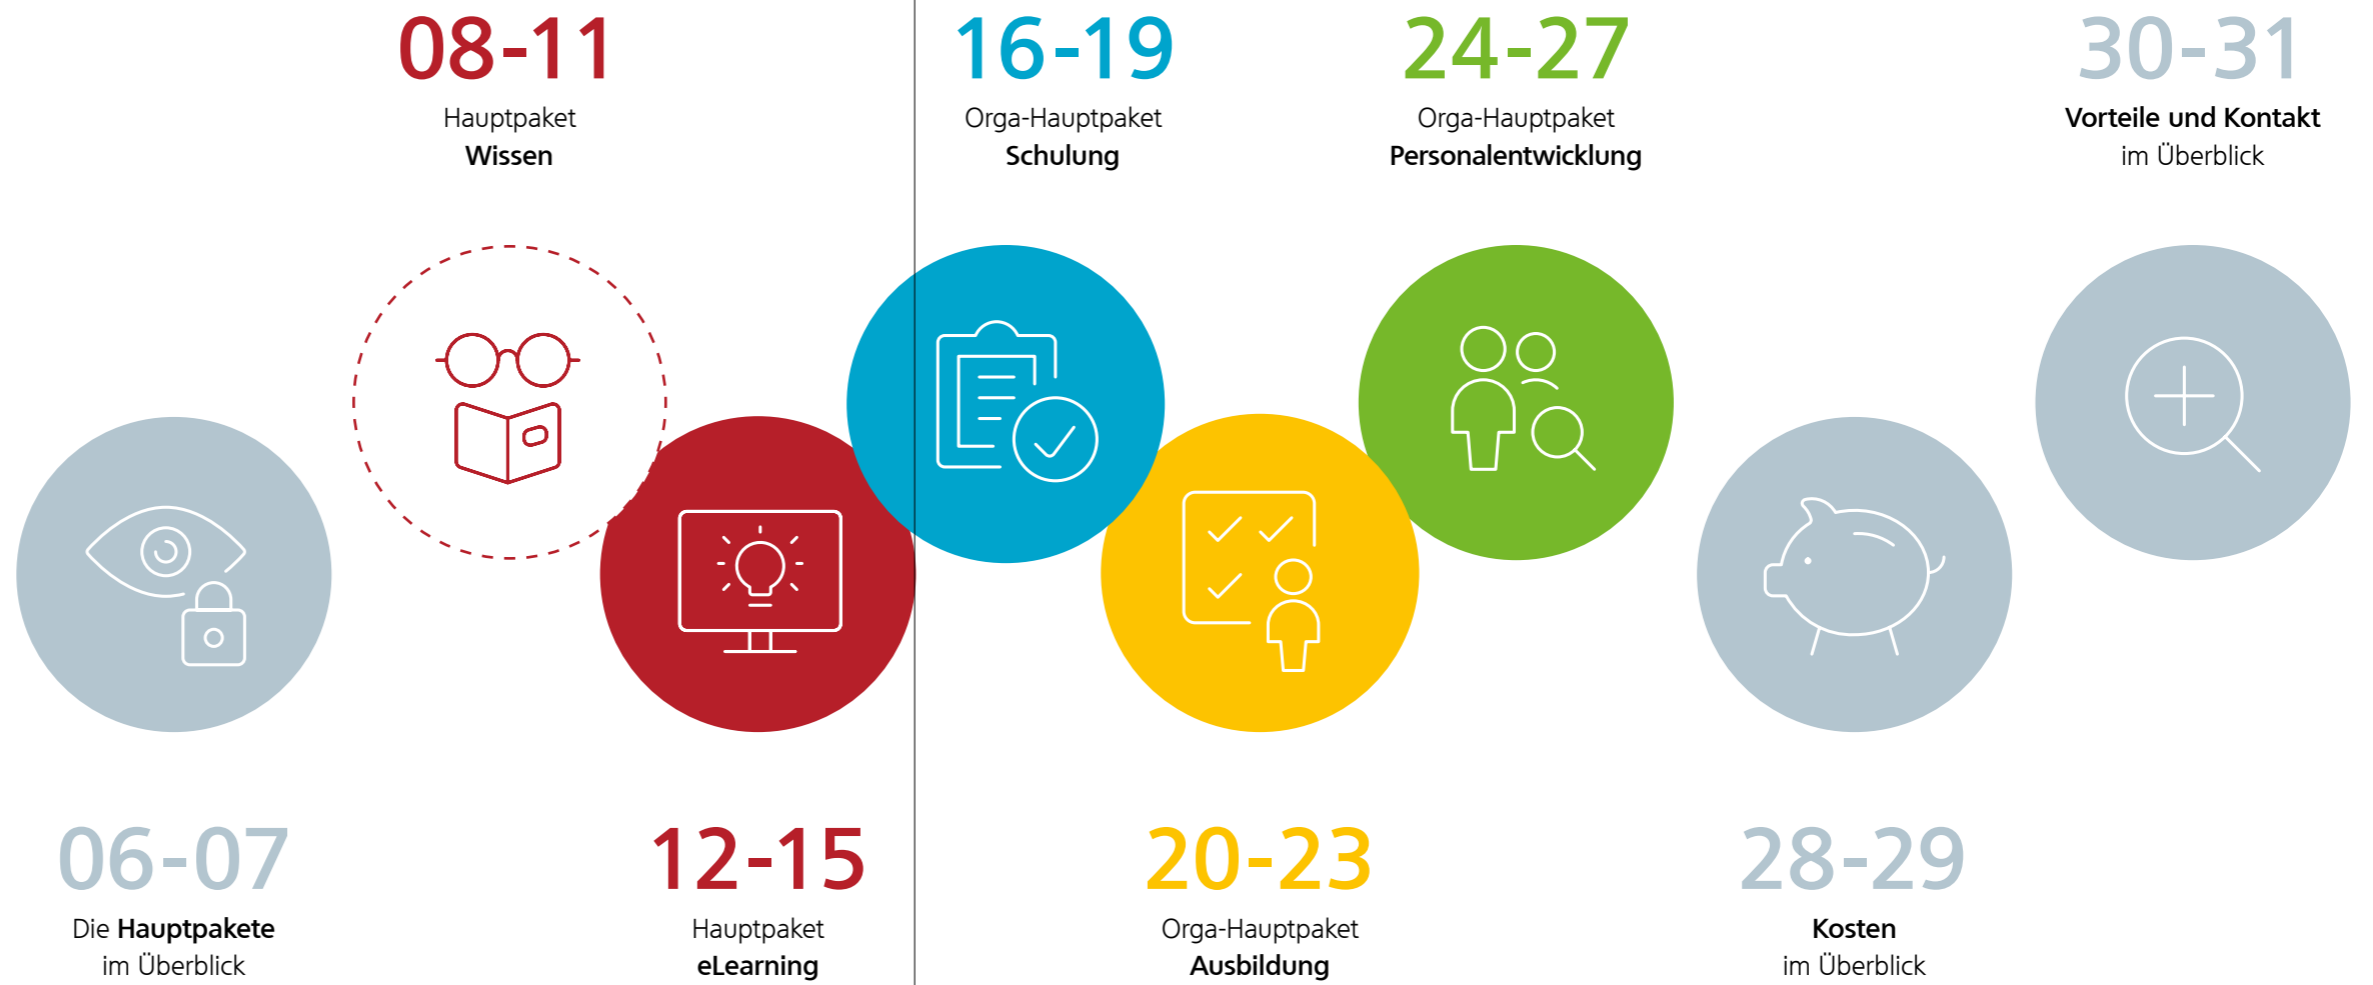 08-11
Hauptpaket
Wissen
16-19
Orga-Hauptpaket
Schulung
24-27
Orga-Hauptpaket
Personalentwicklung
30-31
Vorteile und Kontakt
im Überblick
06-07
Die Hauptpakete
im Überblick
12-15
Hauptpaket
eLearning
20-23
Orga-Hauptpaket
Ausbildung
28-29
Kosten
im Überblick